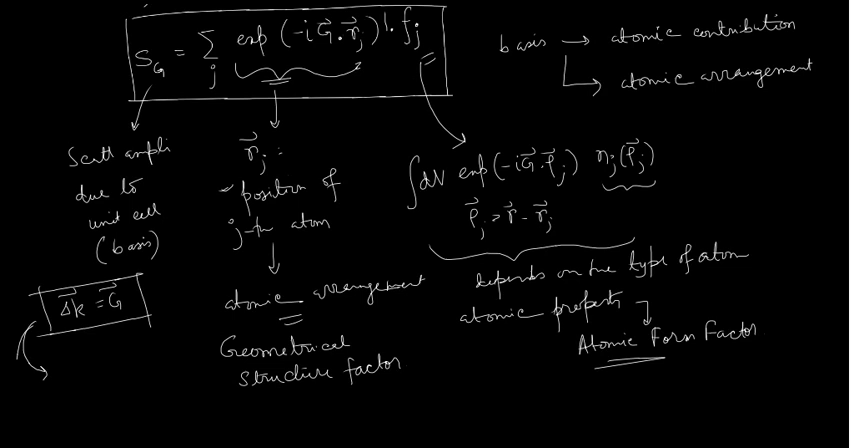 S_G = Σ_j exp (-i G⃗. r⃗_j) . f_j
basis → atomic contribution
↳ atomic arrangement
Scatt ampli
due to
unit cell
(basis)
r⃗_j :
position of
j-th atom
↓
atomic arrangement
Geometrical
structure factor
∫dV exp(-iG⃗.ρ⃗_j) n_j(ρ⃗_j)
ρ⃗_j = r⃗ - r⃗_j
depends on the type of atom
atomic property
Atomic Form Factor
Δk⃗ = G⃗